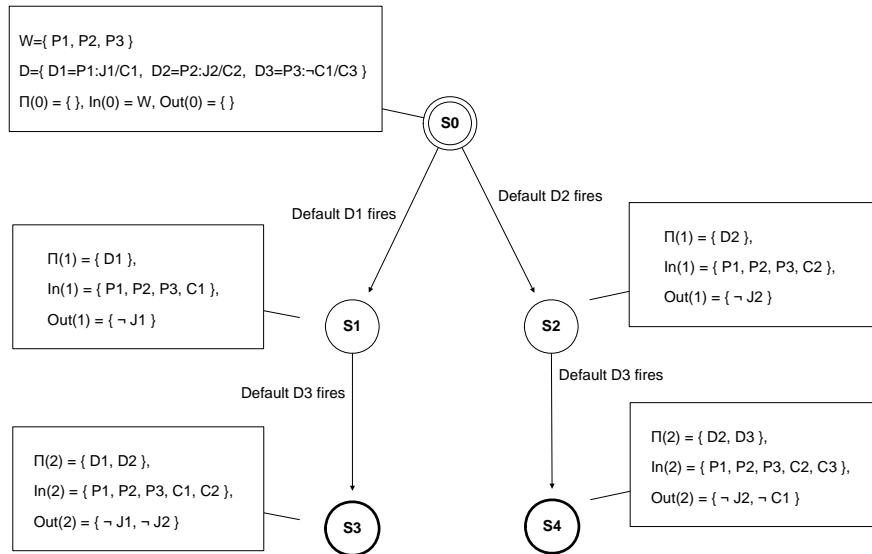 W={ P1, P2, P3 }
D={ D1=P1:J1/C1, D2=P2:J2/C2, D3=P3:¬C1/C3 }
Π(0) = { }, In(0) = W, Out(0) = { }
S0
Default D1 fires
Default D2 fires
Π(1) = { D1 },
In(1) = { P1, P2, P3, C1 },
Out(1) = { ¬ J1 }
Π(1) = { D2 },
In(1) = { P1, P2, P3, C2 },
Out(1) = { ¬ J2 }
S1
S2
Default D3 fires
Default D3 fires
Π(2) = { D1, D2 },
In(2) = { P1, P2, P3, C1, C2 },
Out(2) = { ¬ J1, ¬ J2 }
Π(2) = { D2, D3 },
In(2) = { P1, P2, P3, C2, C3 },
Out(2) = { ¬ J2, ¬ C1 }
S3
S4